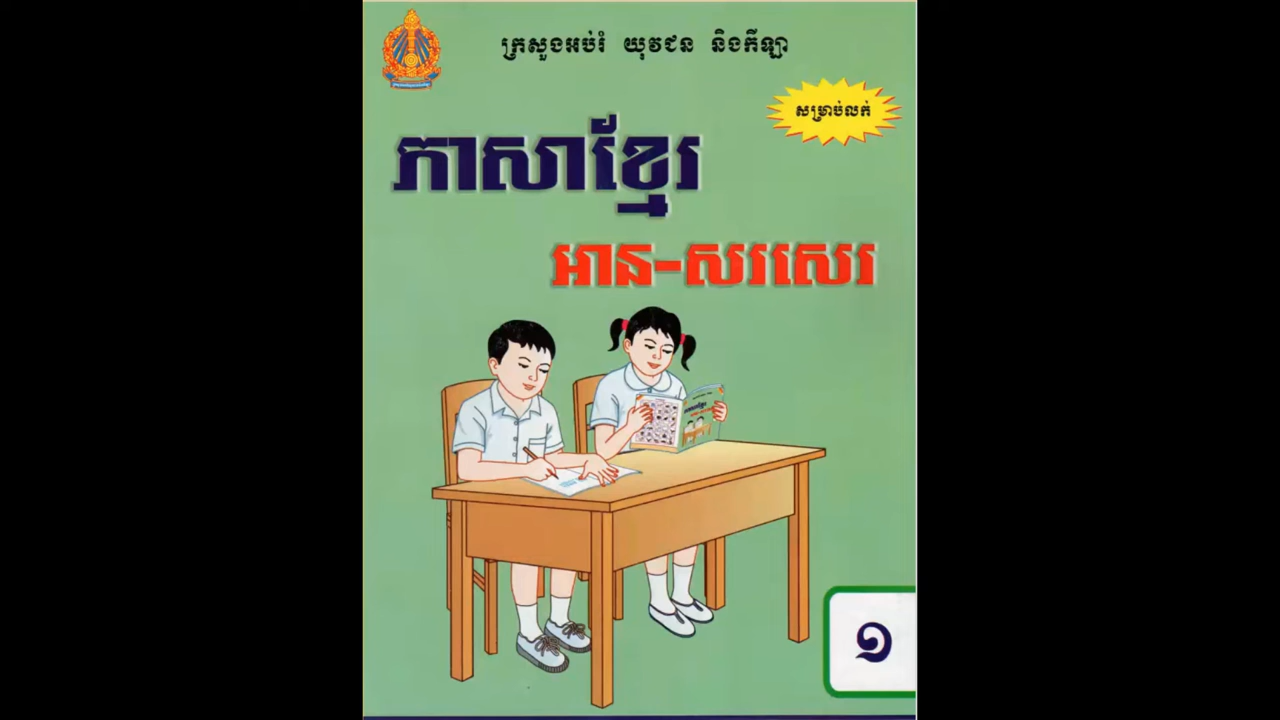 ក្រសួងអប់រំ យុវជន និងកីឡា
សម្រាប់លក់
ភាសាខ្មែរ
អាន-សរសេរ
១